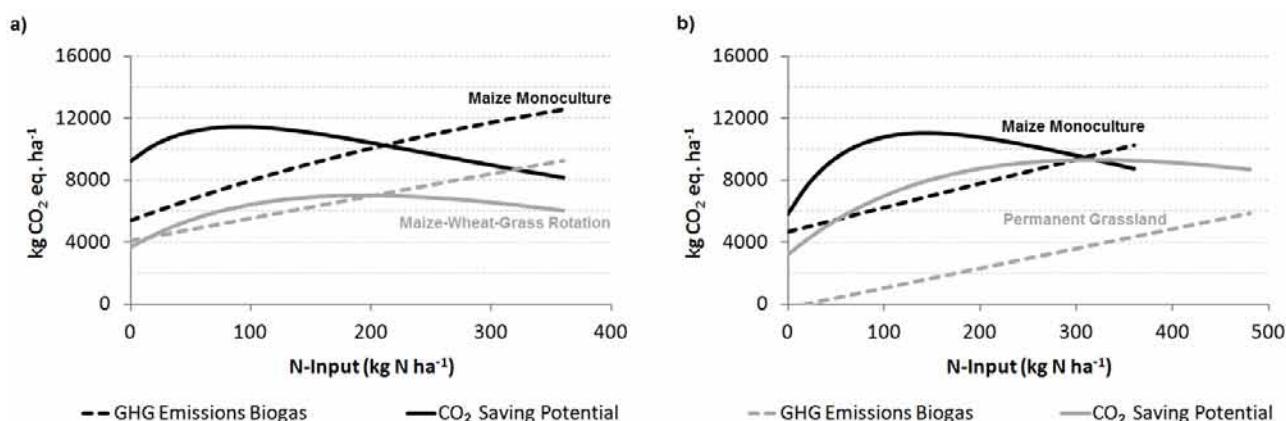 a)
16000
12000
8000
4000
0
kg CO₂ eq. ha⁻¹
Maize Monoculture
Maize-Wheat-Grass Rotation
0 100 200 300 400
N-Input (kg N ha⁻¹)
GHG Emissions Biogas CO₂ Saving Potential
b)
16000
12000
8000
4000
0
kg CO₂ eq. ha⁻¹
Maize Monoculture
Permanent Grassland
0 100 200 300 400 500
N-Input (kg N ha⁻¹)
GHG Emissions Biogas CO₂ Saving Potential